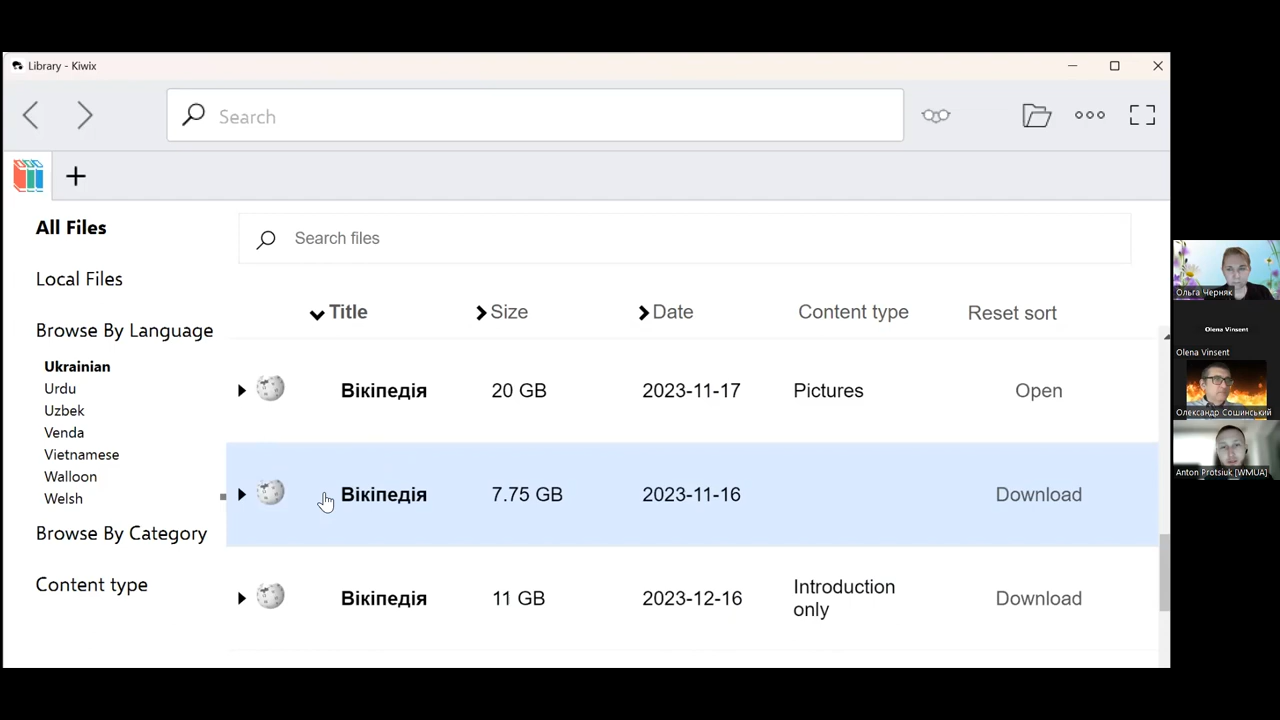 Library - Kiwix
Search
All Files
Search files
Local Files
Title Size Date Content type Reset sort
Browse By Language
Ukrainian
Urdu
Uzbek
Venda
Vietnamese
Walloon
Welsh
Browse By Category
Content type
Вікіпедія 20 GB 2023-11-17 Pictures Open
Вікіпедія 7.75 GB 2023-11-16 Download
Вікіпедія 11 GB 2023-12-16 Introduction only Download
Ольга Черняк
Olena Vinsent
Olena Vinsent
Олександр Сошинський
Anton Protsiuk [WMUA]